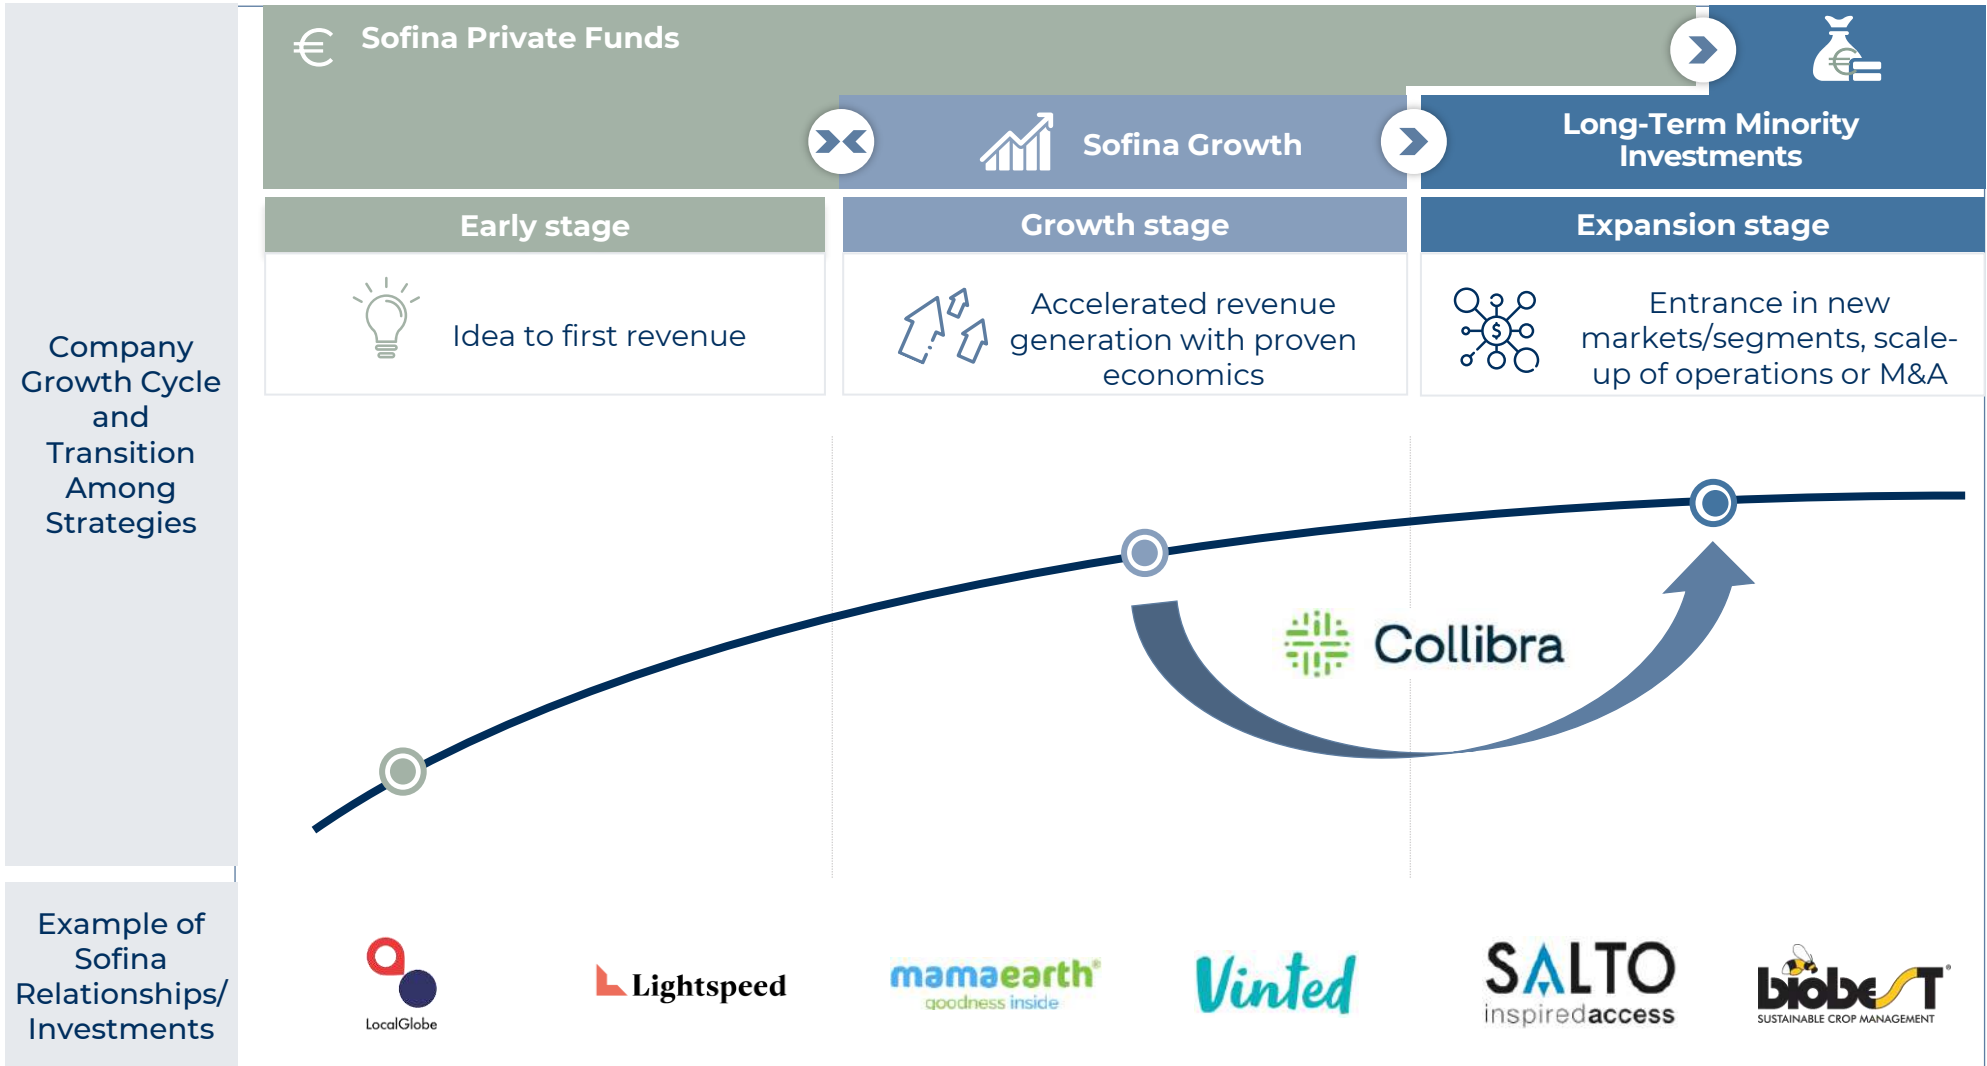 Sofina Private Funds
Sofina Growth
Long-Term Minority
Investments
Early stage
Growth stage
Expansion stage
Idea to first revenue
Accelerated revenue
generation with proven
economics
Entrance in new
markets/segments, scale-
up of operations or M&A
Company
Growth Cycle
and
Transition
Among
Strategies
Collibra
Example of
Sofina
Relationships/
Investments
LocalGlobe
Lightspeed
mamaearth®
goodness inside
Vinted
SALTO
inspiredaccess
biobesT®
SUSTAINABLE CROP MANAGEMENT